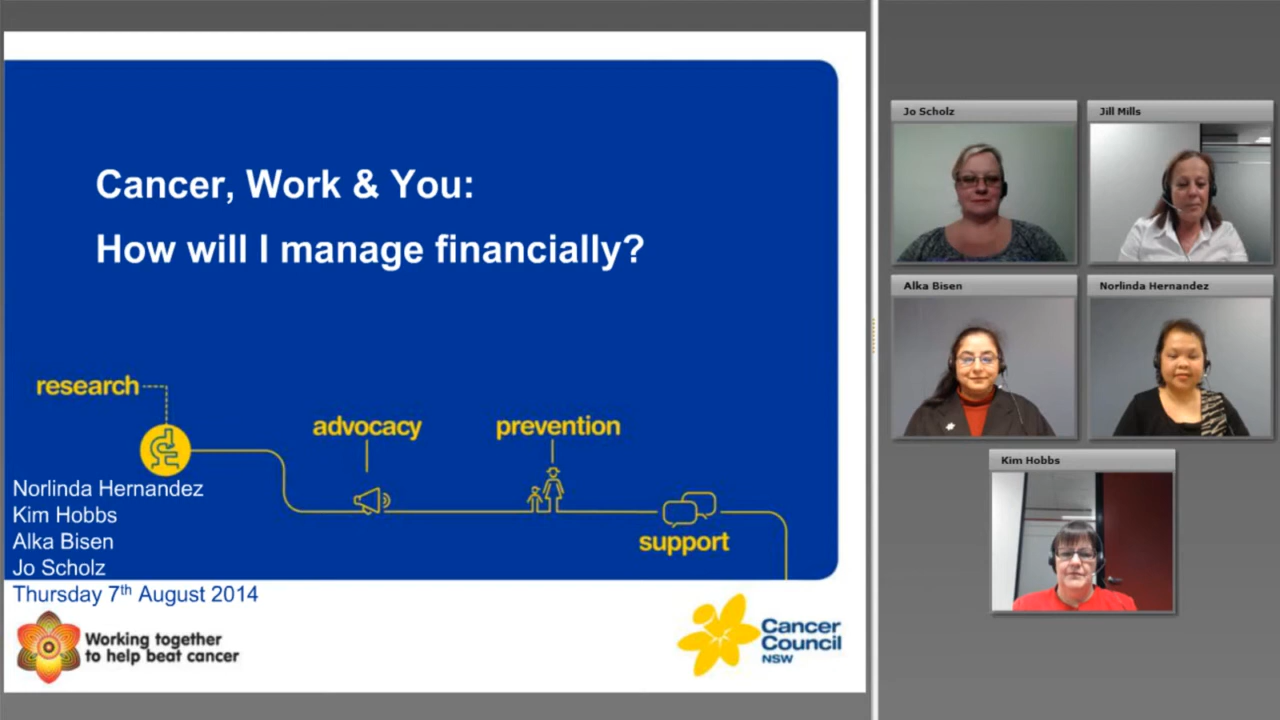 Cancer, Work & You:
How will I manage financially?
research
advocacy
prevention
support
Norlinda Hernandez
Kim Hobbs
Alka Bisen
Jo Scholz
Thursday 7th August 2014
Working together
to help beat cancer
Cancer
Council
NSW
Jo Scholz
Jill Mills
Alka Bisen
Norlinda Hernandez
Kim Hobbs